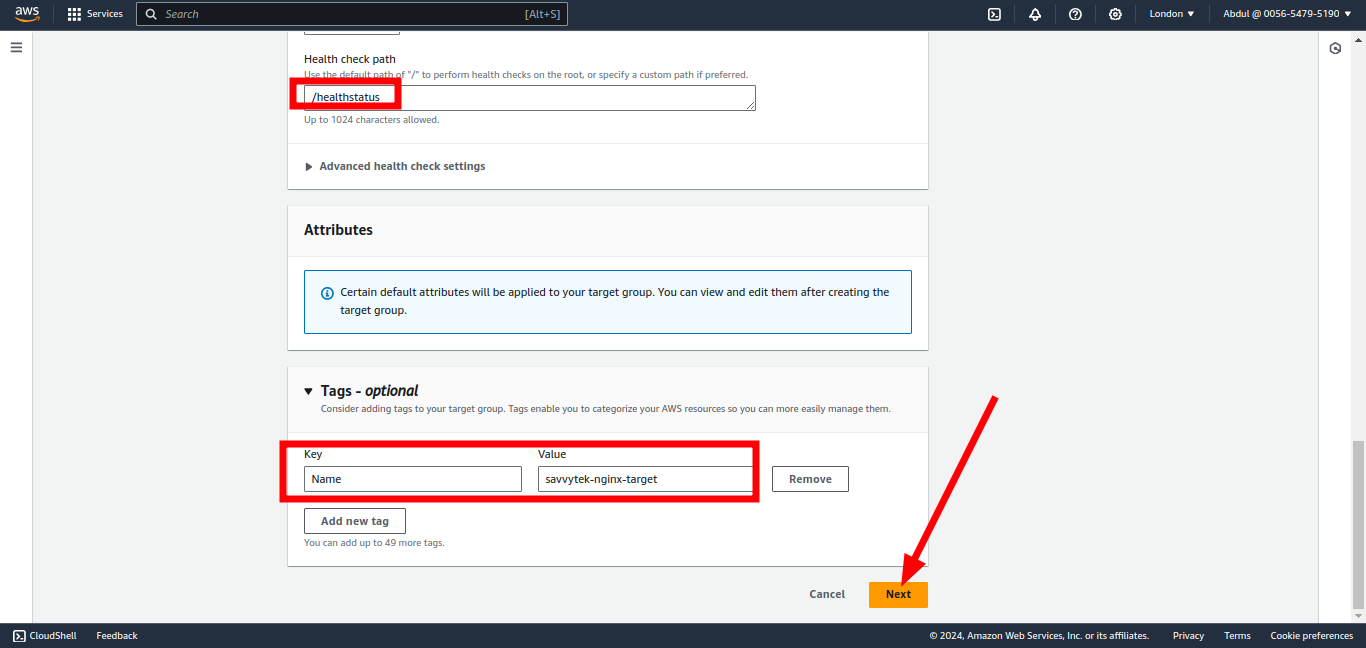 aws
Services
Search
[Alt+S]
London
Abdul @ 0056-5479-5190
Health check path
Use the default path of "/" to perform health checks on the root, or specify a custom path if preferred.
/healthstatus
Up to 1024 characters allowed.
Advanced health check settings
Attributes
Certain default attributes will be applied to your target group. You can view and edit them after creating the
target group.
Tags - optional
Consider adding tags to your target group. Tags enable you to categorize your AWS resources so you can more easily manage them.
Key
Value
Name
savvytek-nginx-target
Remove
Add new tag
You can add up to 49 more tags.
Cancel
Next
CloudShell
Feedback
© 2024, Amazon Web Services, Inc. or its affiliates.
Privacy
Terms
Cookie preferences